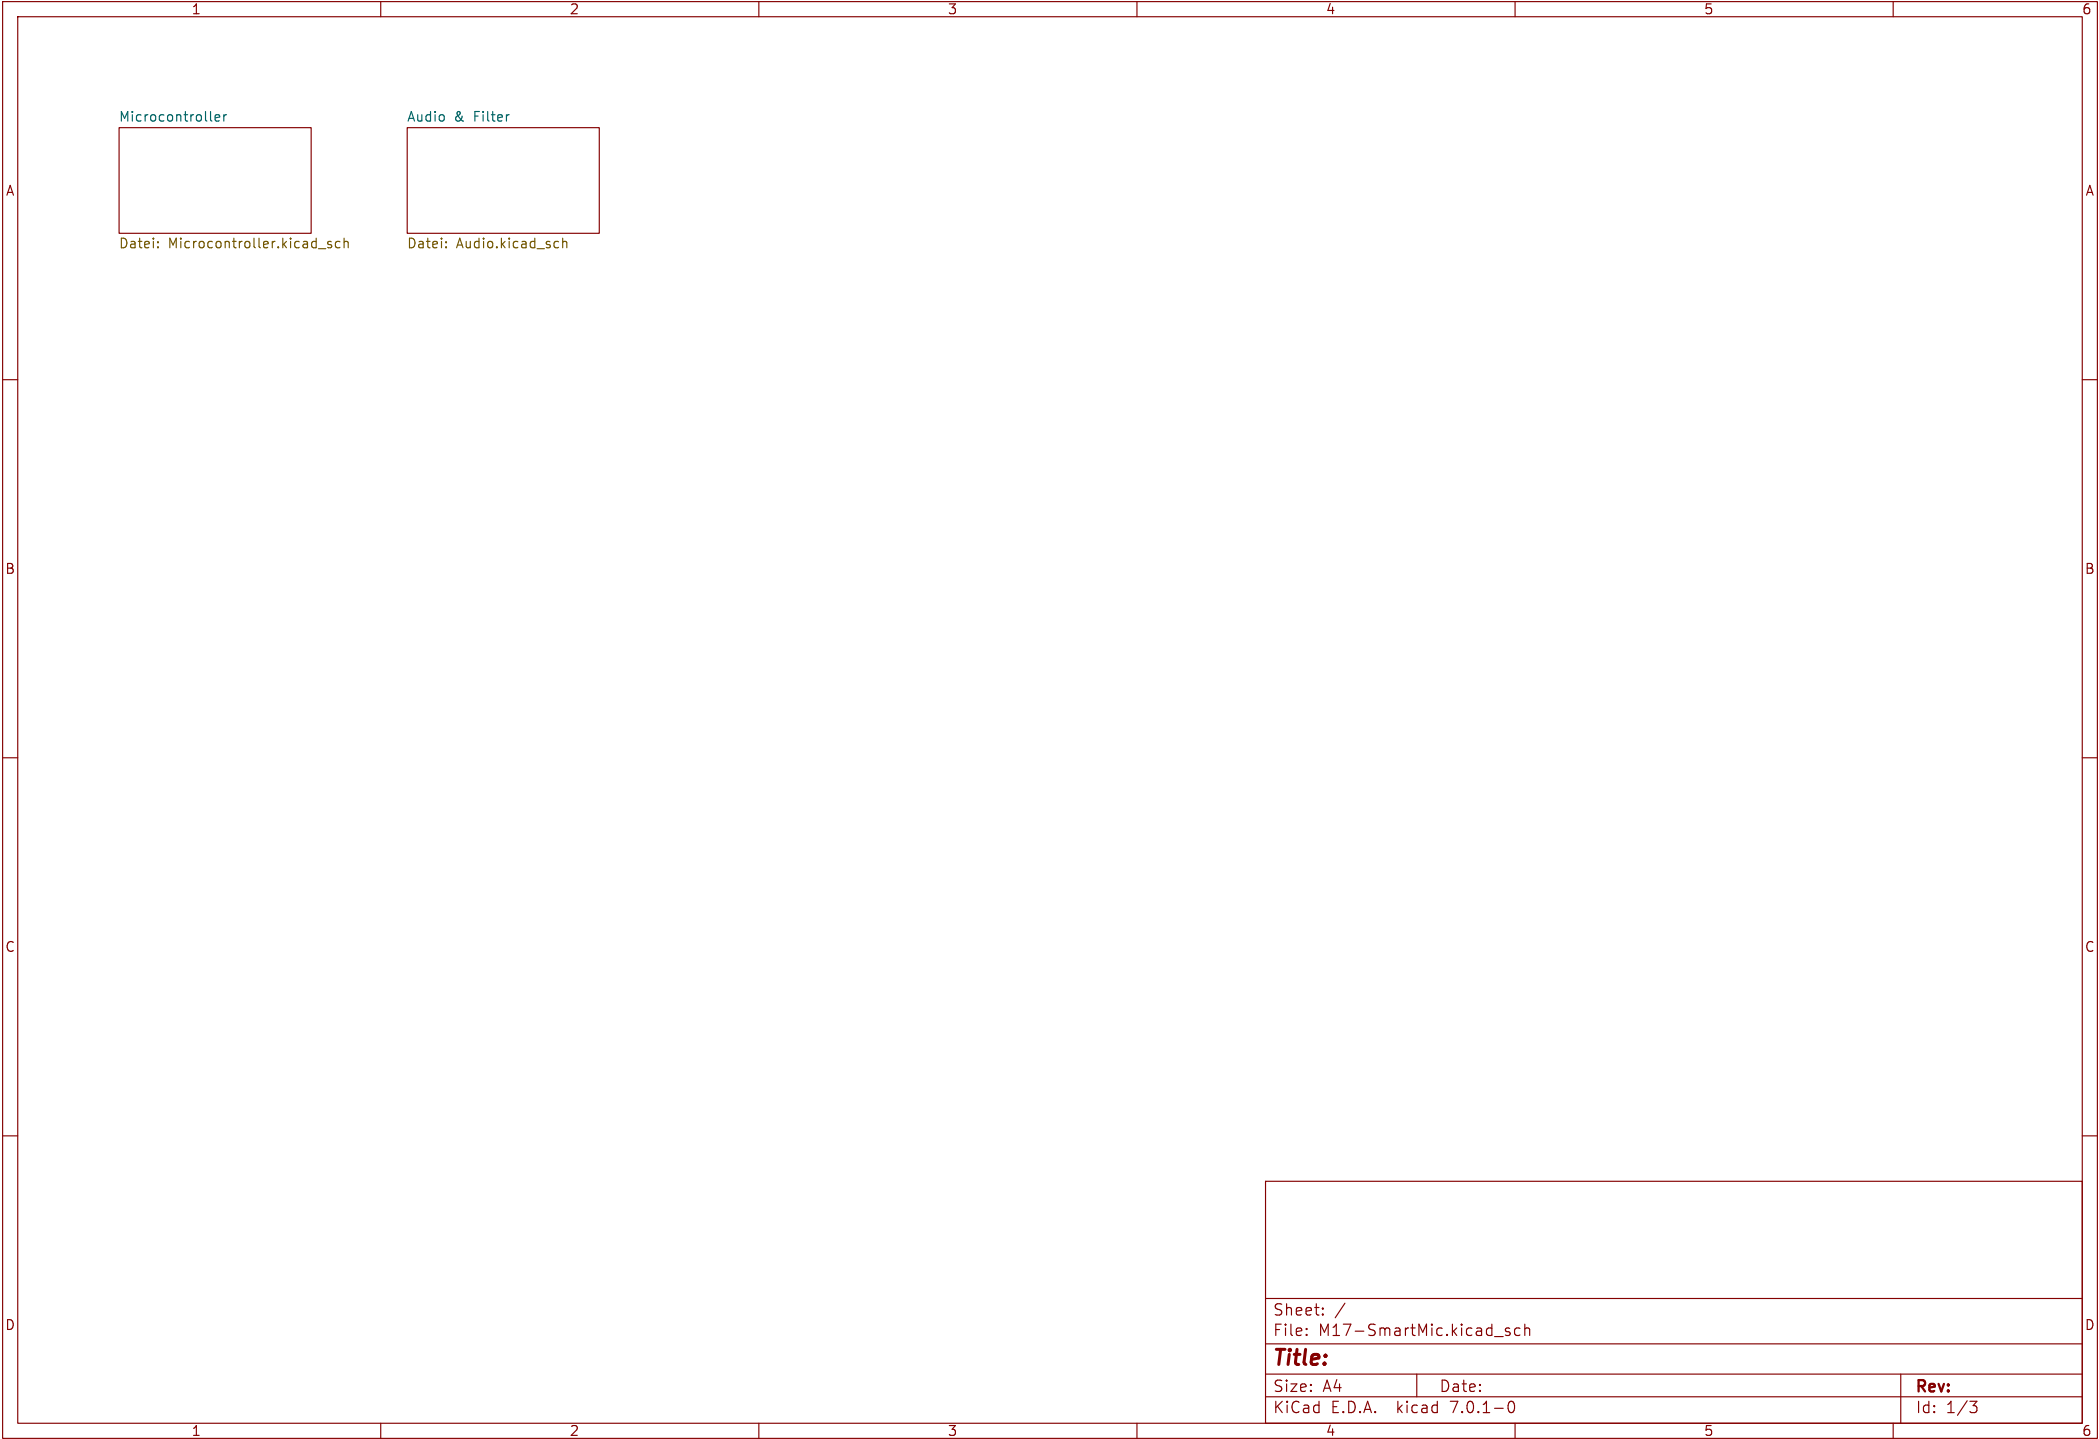 1 2 3 4 5 6
Microcontroller
Audio & Filter
A A
Datei: Microcontroller.kicad_sch
Datei: Audio.kicad_sch
B B
C C
Sheet: /
D D
File: M17-SmartMic.kicad_sch
Title:
Size: A4 Date: Rev:
KiCad E.D.A. kicad 7.0.1-0 Id: 1/3
1 2 3 4 5 6